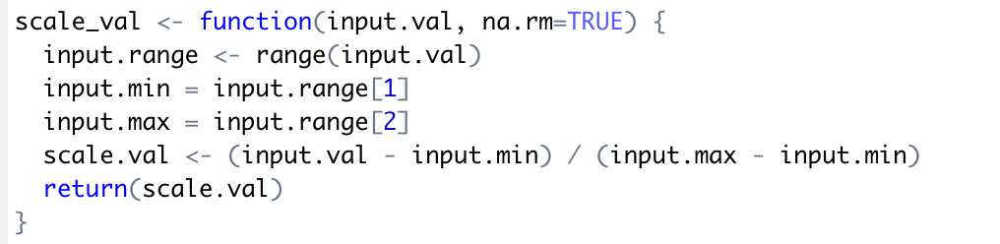 scale_val <- function(input.val, na.rm=TRUE) {
  input.range <- range(input.val)
  input.min = input.range[1]
  input.max = input.range[2]
  scale.val <- (input.val - input.min) / (input.max - input.min)
  return(scale.val)
}